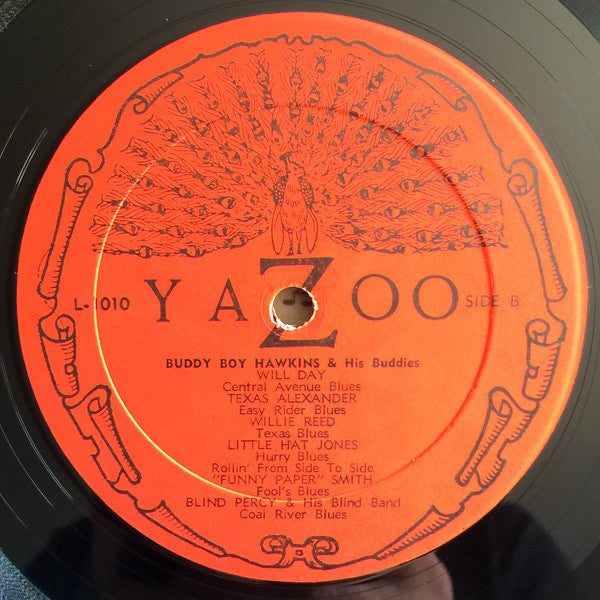 L-1010 YAZOO SIDE B
BUDDY BOY HAWKINS & His Buddies
WILL DAY
Central Avenue Blues
TEXAS ALEXANDER
Easy Rider Blues
WILLIE REED
Texas Blues
LITTLE HAT JONES
Hurry Blues
Rollin' From Side To Side
"FUNNY PAPER" SMITH
Fool's Blues
BLIND PERCY & His Blind Band
Coal River Blues